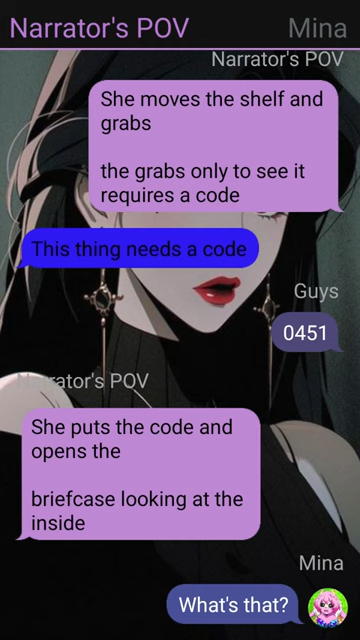 Narrator's POV Mina
Narrator's POV
She moves the shelf and
grabs
the grabs only to see it
requires a code
This thing needs a code
Guys
0451
Narrator's POV
She puts the code and
opens the
briefcase looking at the
inside
Mina
What's that?